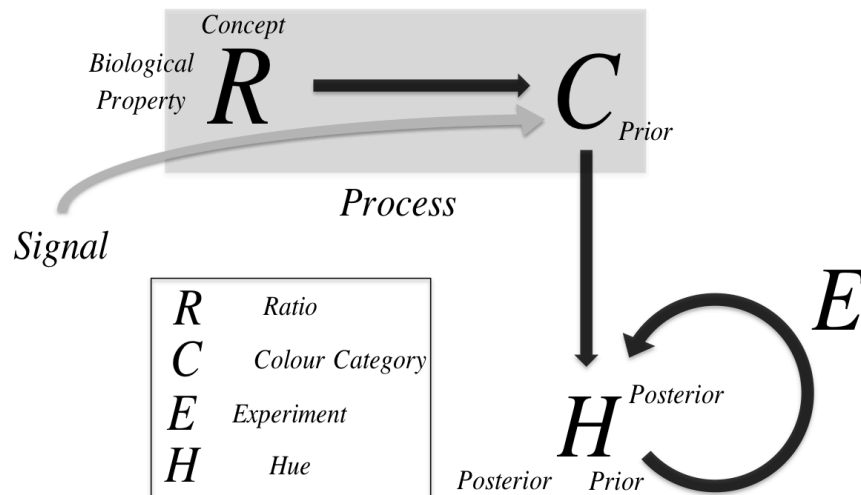 Concept
Biological
Property
R
C
Prior
Process
Signal
R Ratio
C Colour Category
E Experiment
H Hue
E
H
Posterior
Posterior Prior